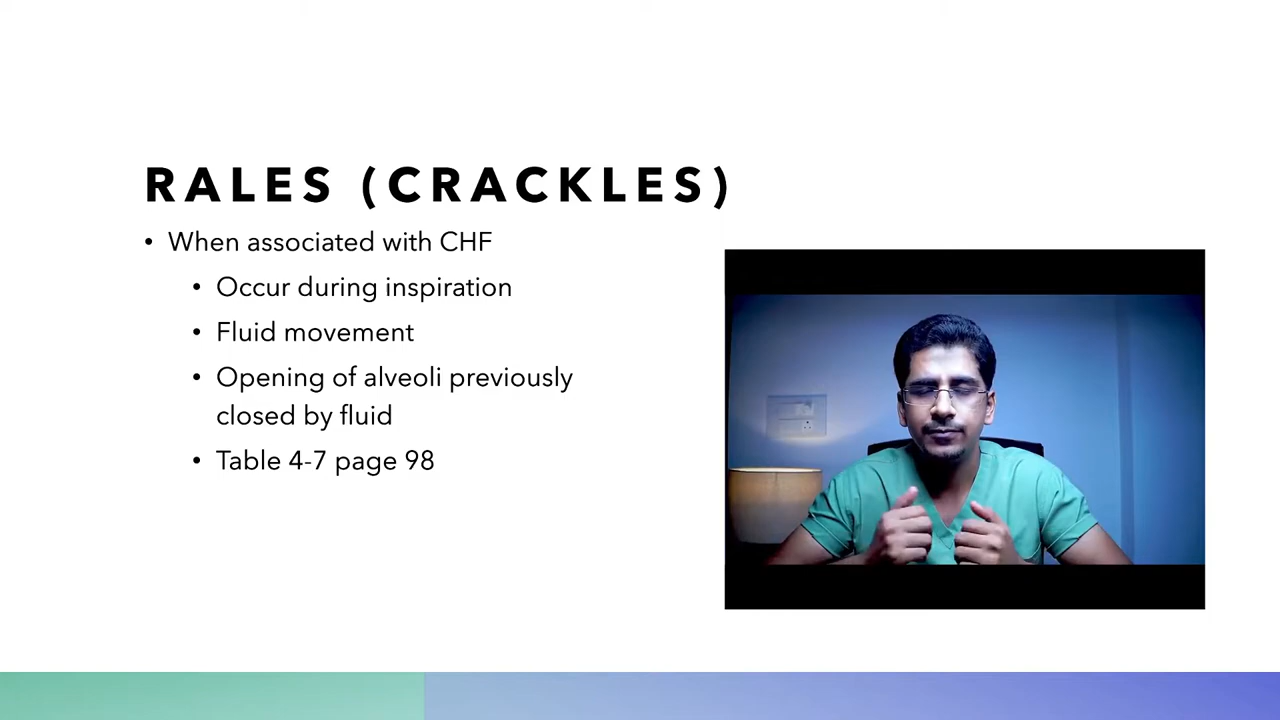 RALES (CRACKLES)
• When associated with CHF
• Occur during inspiration
• Fluid movement
• Opening of alveoli previously
closed by fluid
• Table 4-7 page 98